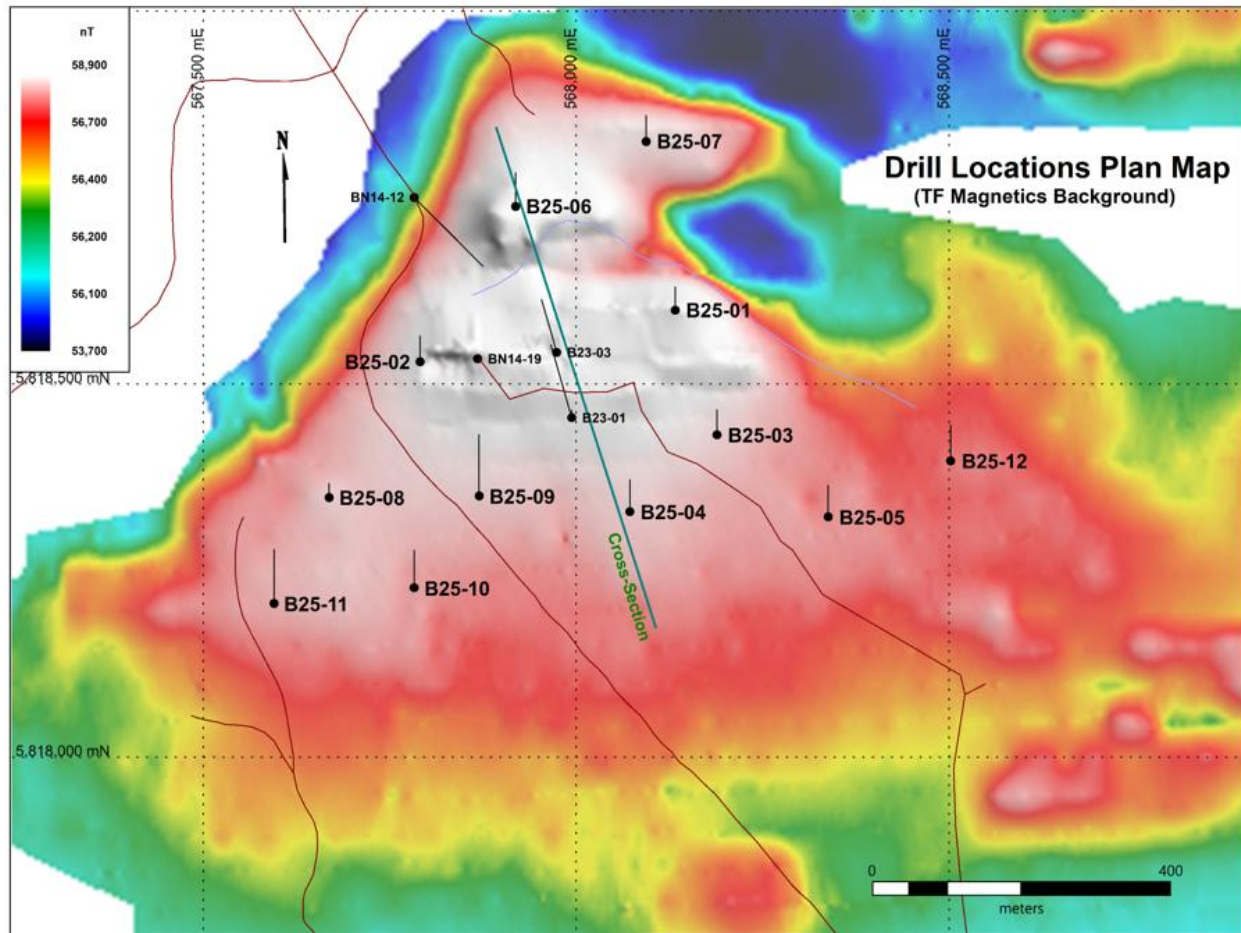 nT
58,900
56,700
56,400
56,200
56,100
53,700
567,500 mE
568,000 mE
568,500 mE
N
Drill Locations Plan Map
(TF Magnetics Background)
B25-07
BN14-12
B25-06
B25-01
B25-02
BN14-19
B23-03
5,818,500 mN
B23-01
B25-03
B25-12
B25-08
B25-09
B25-04
B25-05
Cross-Section
B25-11
B25-10
5,818,000 mN
0
400
meters